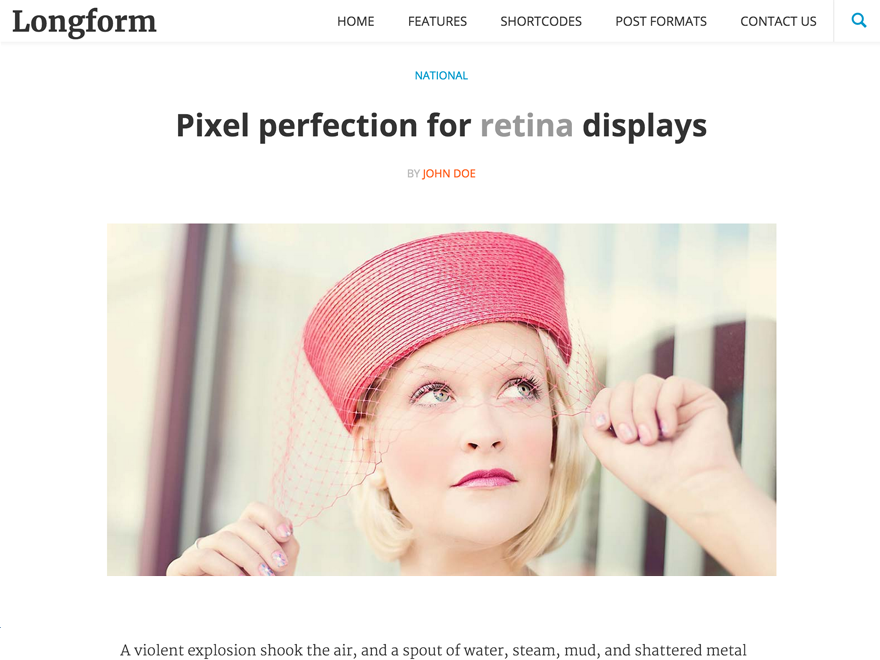 Longform
HOME FEATURES SHORTCODES POST FORMATS CONTACT US
NATIONAL
Pixel perfection for retina displays
BY JOHN DOE
A violent explosion shook the air, and a spout of water, steam, mud, and shattered metal